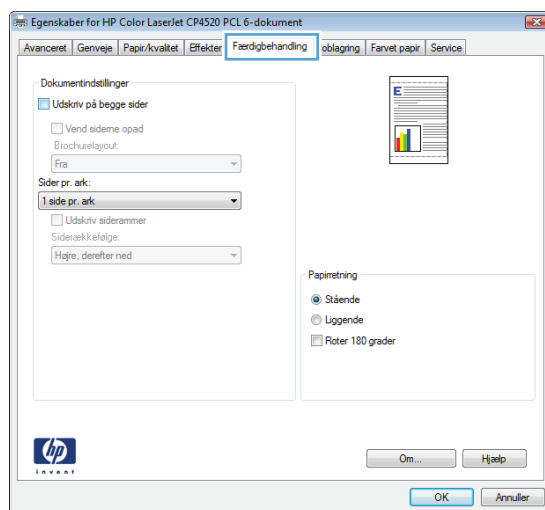 Egenskaber for HP Color LaserJet CP4520 PCL 6-dokument
Avanceret Genveje Papir/kvalitet Effekter Færdigbehandling oblagring Farvet papir Service
Dokumentindstillinger
Udskriv på begge sider
Vend siderne opad
Brochurelayout:
Fra
Sider pr. ark:
1 side pr. ark
Udskriv siderammer
Siderækkefølge:
Højre, derefter ned
E
Papirretning
Stående
Liggende
Roter 180 grader
hp
invent
Om... Hjælp
OK Annuller